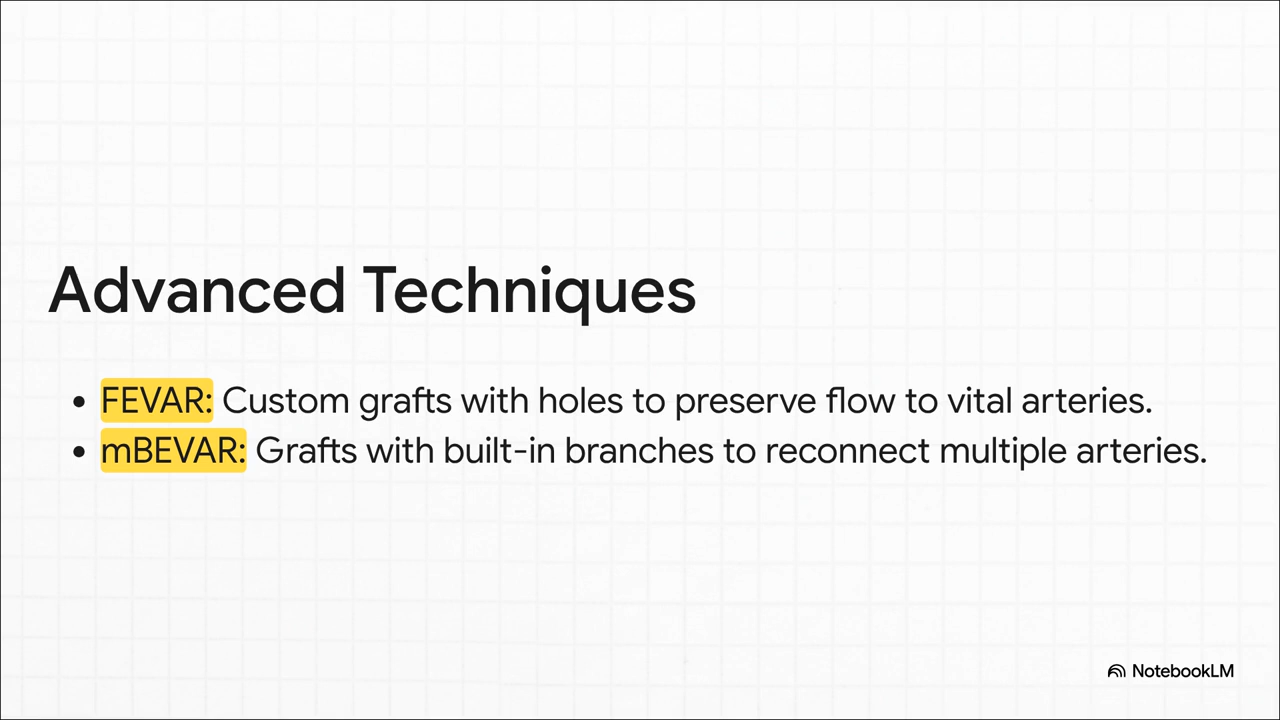 Advanced Techniques
• FEVAR: Custom grafts with holes to preserve flow to vital arteries.
• mBEVAR: Grafts with built-in branches to reconnect multiple arteries.
NotebookLM